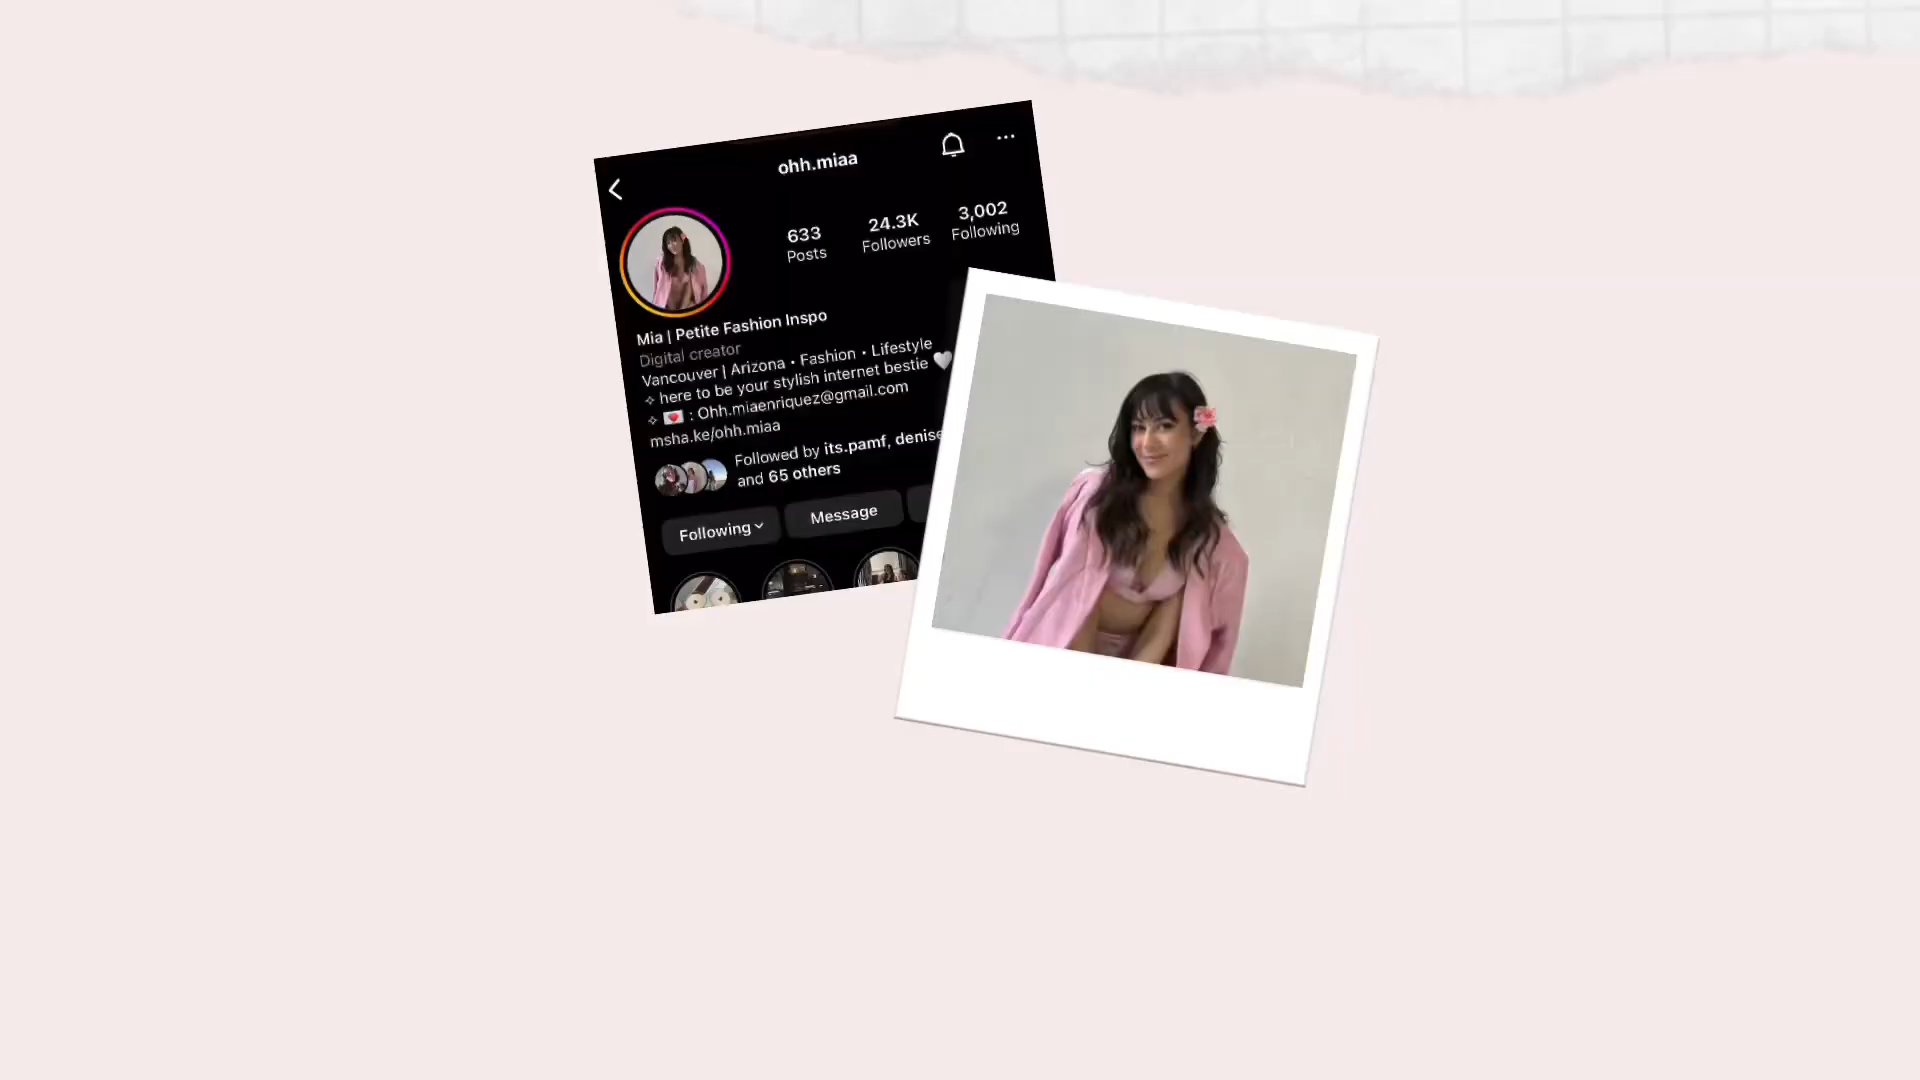 ohh.miaa
633 24.3K 3,002
Posts Followers Following
Mia | Petite Fashion Inspo
Digital creator
Vancouver | Arizona • Fashion • Lifestyle
✧ here to be your stylish internet bestie 🤍
✧ 💌 : Ohh.miaenriquez@gmail.com
msha.ke/ohh.miaa
Followed by its.pamf, denise
and 65 others
Following Message